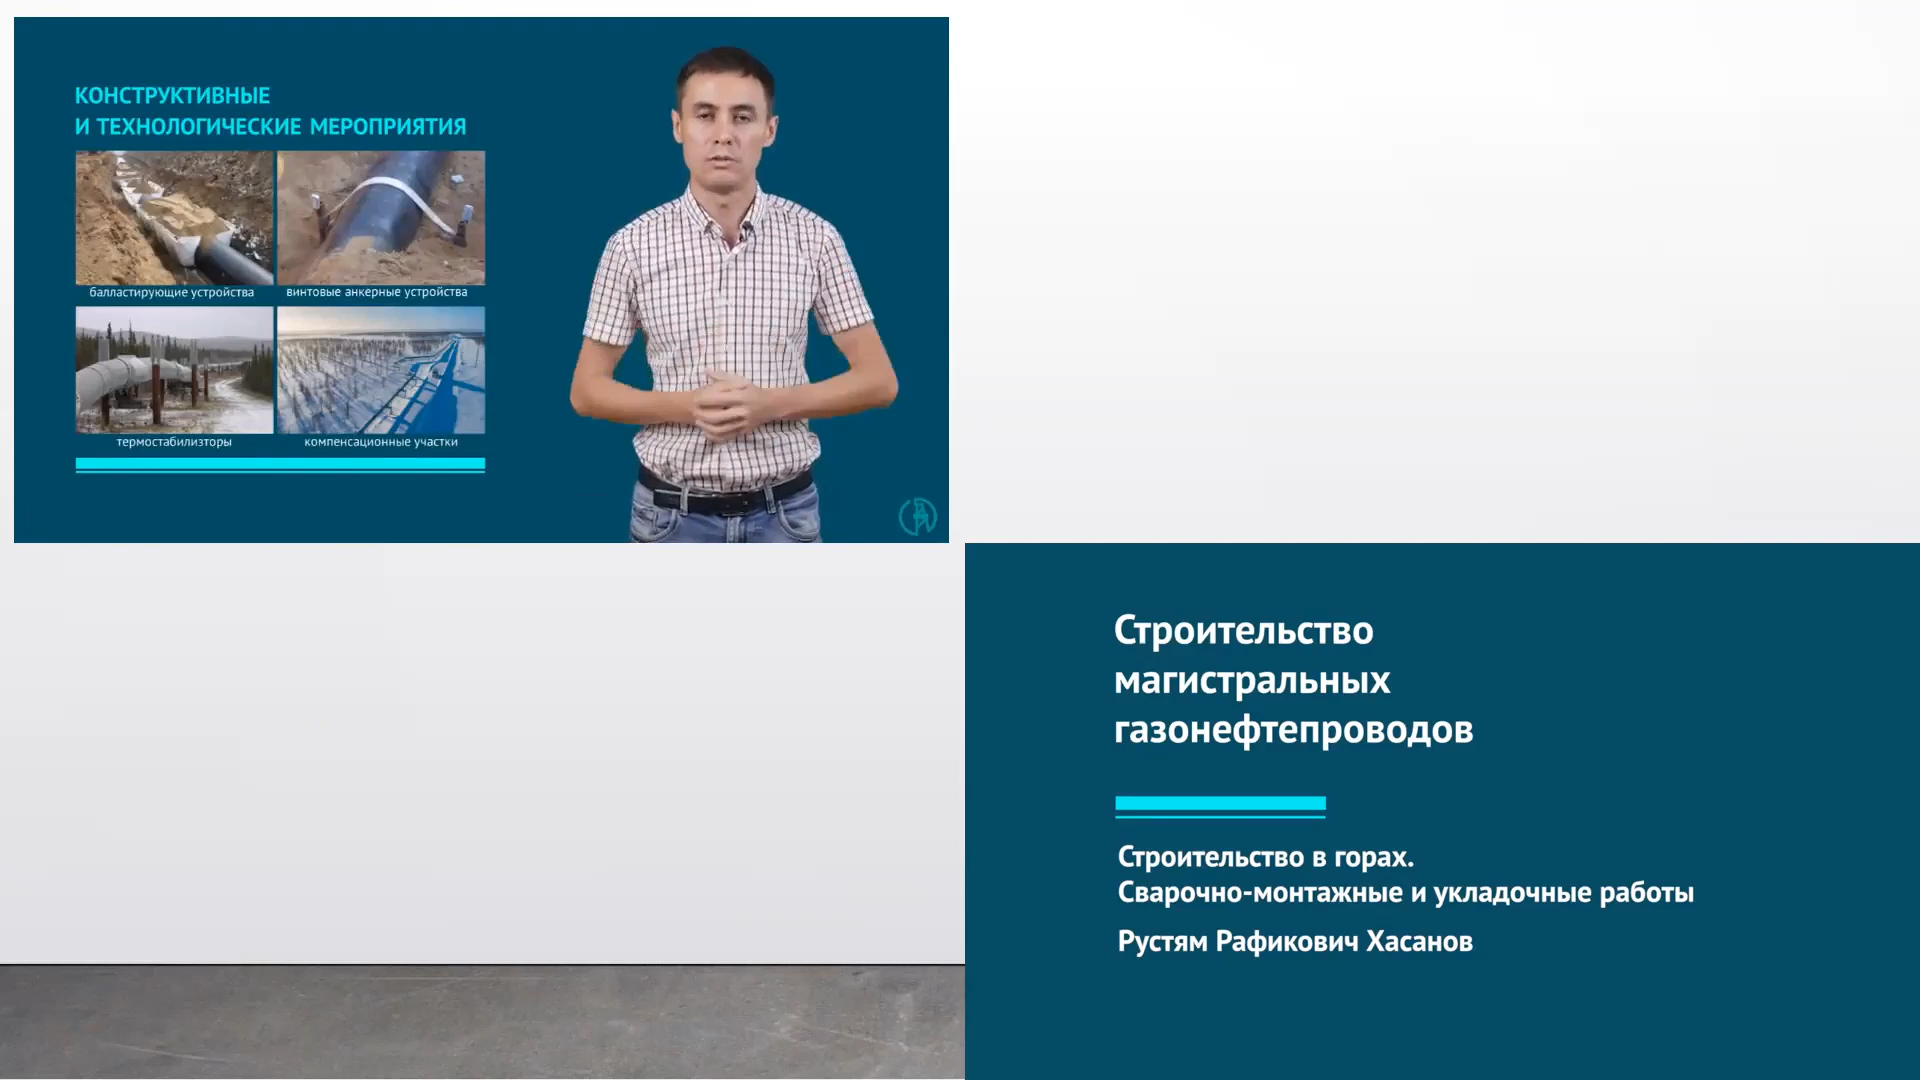 КОНСТРУКТИВНЫЕ
И ТЕХНОЛОГИЧЕСКИЕ МЕРОПРИЯТИЯ
балластирующие устройства
винтовые анкерные устройства
термостабилизторы
компенсационные участки
Строительство
магистральных
газонефтепроводов
Строительство в горах.
Сварочно-монтажные и укладочные работы
Рустям Рафикович Хасанов